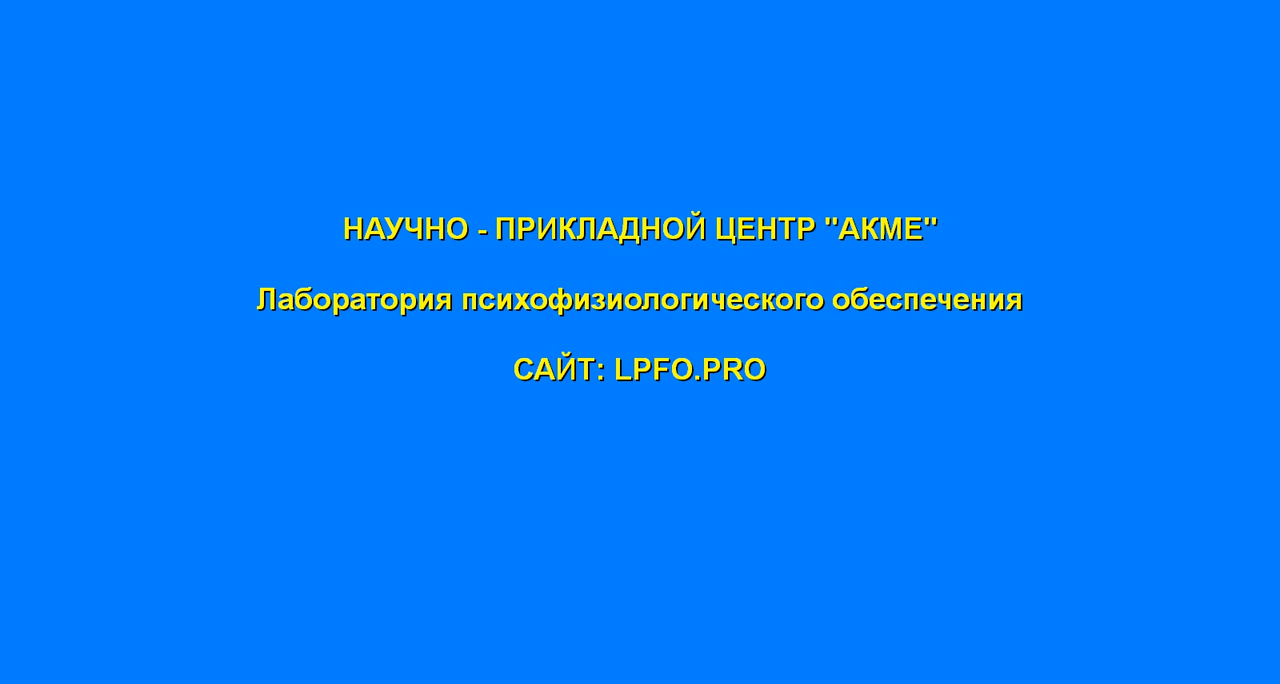 НАУЧНО - ПРИКЛАДНОЙ ЦЕНТР "АКМЕ"
Лаборатория психофизиологического обеспечения
САЙТ: LPFO.PRO